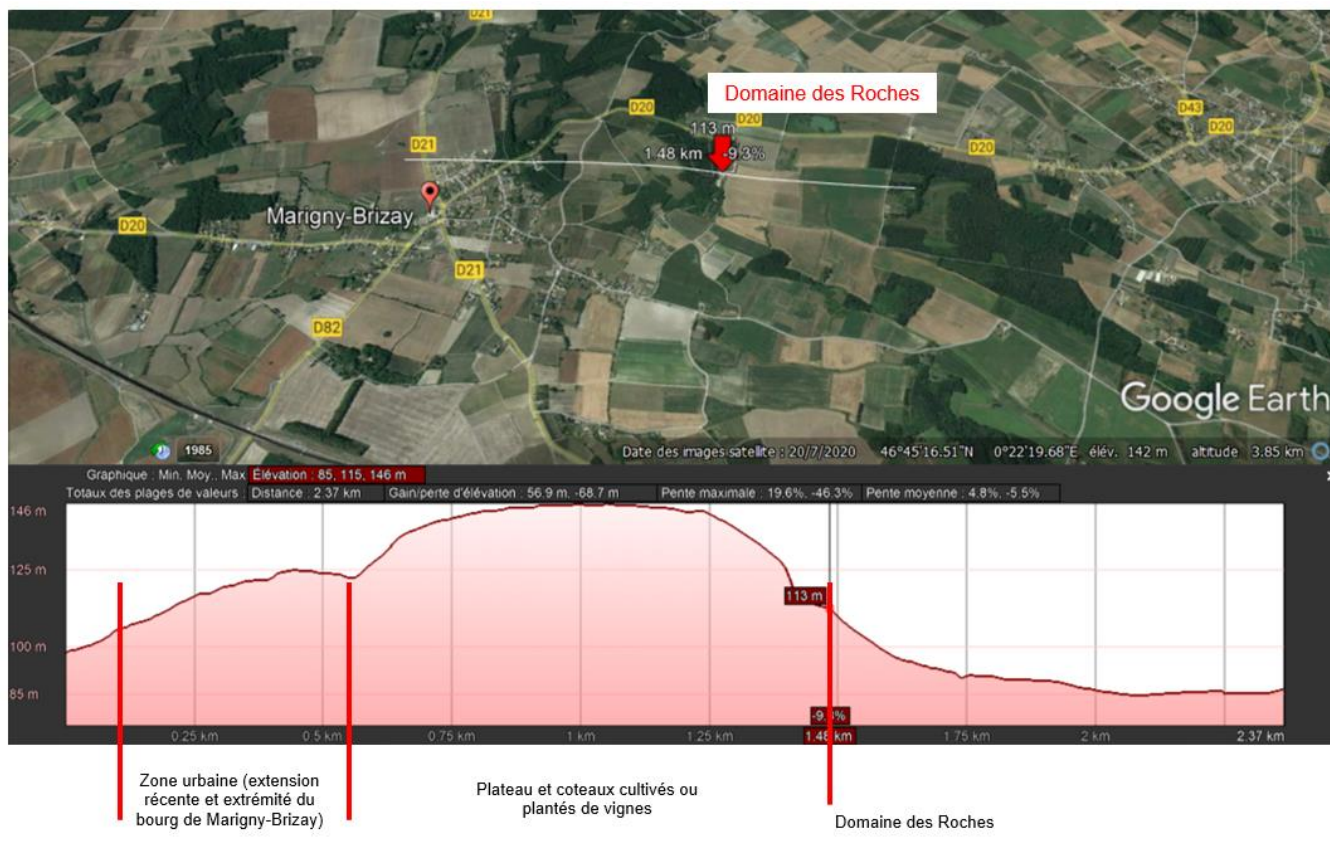 D21
Domaine des Roches
D20
D43
113 m
D20
D20
D21
1.48 km
-9.3%
D20
Marigny-Brizay
D20
D21
D82
Google Earth
1985
Date des images satellite : 20/7/2020 46°45'16.51"N 0°22'19.68"E élév. 142 m altitude 3.85 km
Graphique : Min. Moy., Max Élévation : 85, 115, 146 m
Totaux des plages de valeurs : Distance : 2.37 km Gain/perte d'élévation : 56.9 m, -68.7 m Pente maximale : 19.6%, -46.3% Pente moyenne : 4.8%, -5.5%
146 m
125 m
113 m
100 m
85 m
0.25 km 0.5 km 0.75 km 1 km 1.25 km 1.48 km 1.75 km 2 km 2.37 km
Zone urbaine (extension
récente et extrémité du
bourg de Marigny-Brizay)
Plateau et coteaux cultivés ou
plantés de vignes
Domaine des Roches